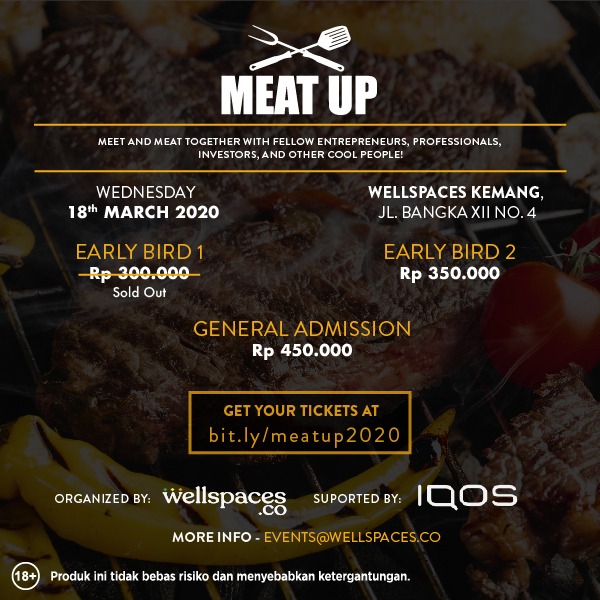 MEAT UP
MEET AND MEAT TOGETHER WITH FELLOW ENTREPRENEURS, PROFESSIONALS,
INVESTORS, AND OTHER COOL PEOPLE!
WEDNESDAY
18th MARCH 2020
WELLSPACES KEMANG,
JL. BANGKA XII NO. 4
EARLY BIRD 1
Rp 300.000
Sold Out
EARLY BIRD 2
Rp 350.000
GENERAL ADMISSION
Rp 450.000
GET YOUR TICKETS AT
bit.ly/meatup2020
ORGANIZED BY: wellspaces.co SUPORTED BY: IQOS
MORE INFO - EVENTS@WELLSPACES.CO
18+ Produk ini tidak bebas risiko dan menyebabkan ketergantungan.